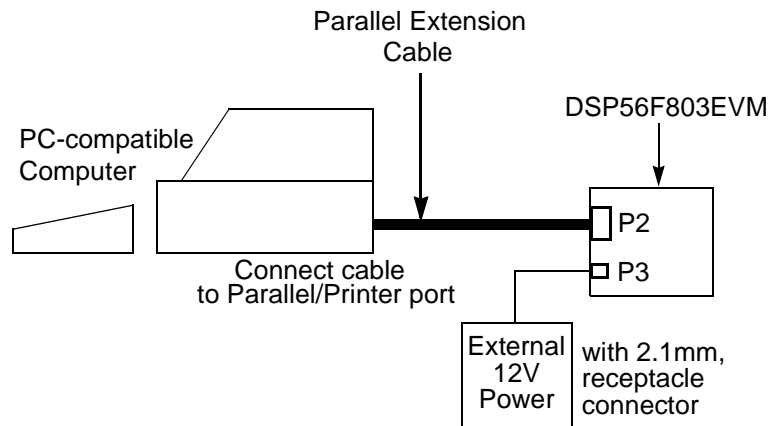 Parallel Extension
Cable
DSP56F803EVM
PC-compatible
Computer
P2
Connect cable
to Parallel/Printer port
P3
External
12V
Power
with 2.1mm,
receptacle
connector